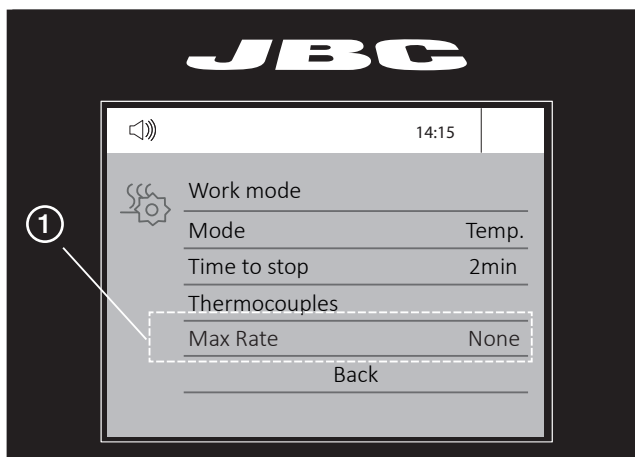 JBC
14:15
Work mode
Mode Temp.
Time to stop 2min
Thermocouples
1
Max Rate None
Back